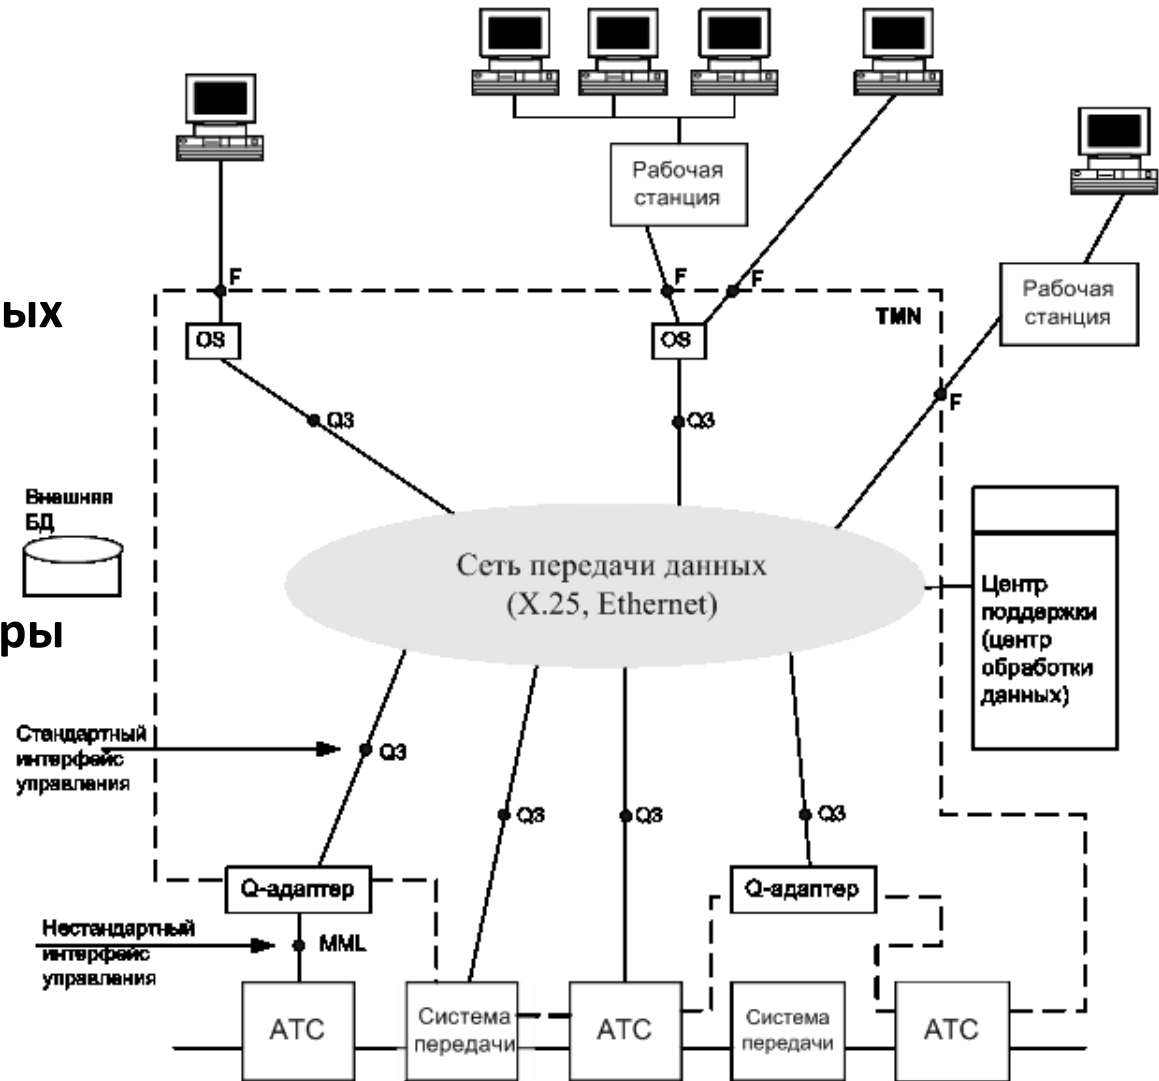 Рабочая
станция
F
F
F
Рабочая
станция
ых
TMN
OS
OS
F
Q3
Q3
Внешняя
БД
Сеть передачи данных
(X.25, Ethernet)
Центр
поддержки
(центр
обработки
данных)
ры
Стандартный
интерфейс
управления
Q3
Q3
Q3
Q3
Q-адаптер
Q-адаптер
Нестандартный
интерфейс
управления
MML
АТС
Система
передачи
АТС
Система
передачи
АТС